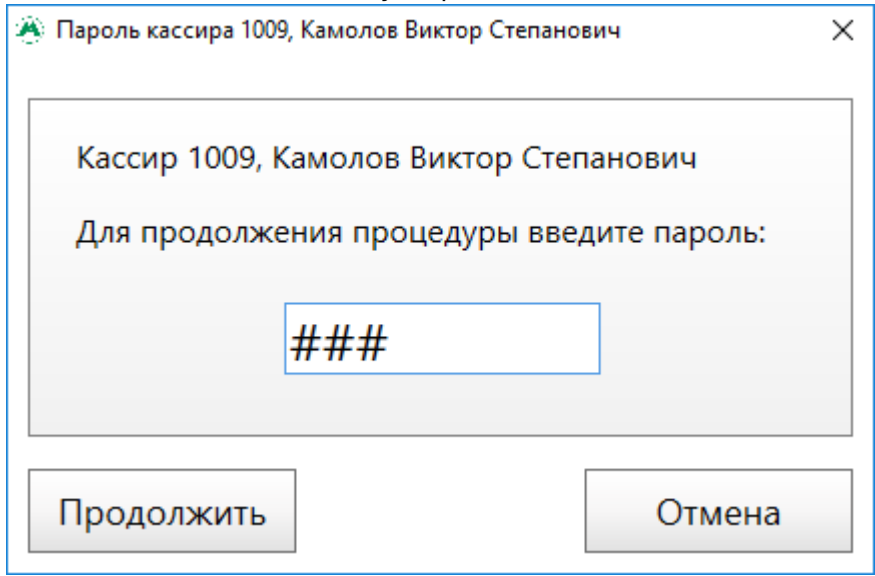 Пароль кассира 1009, Камолов Виктор Степанович
Кассир 1009, Камолов Виктор Степанович
Для продолжения процедуры введите пароль:
###
Продолжить
Отмена